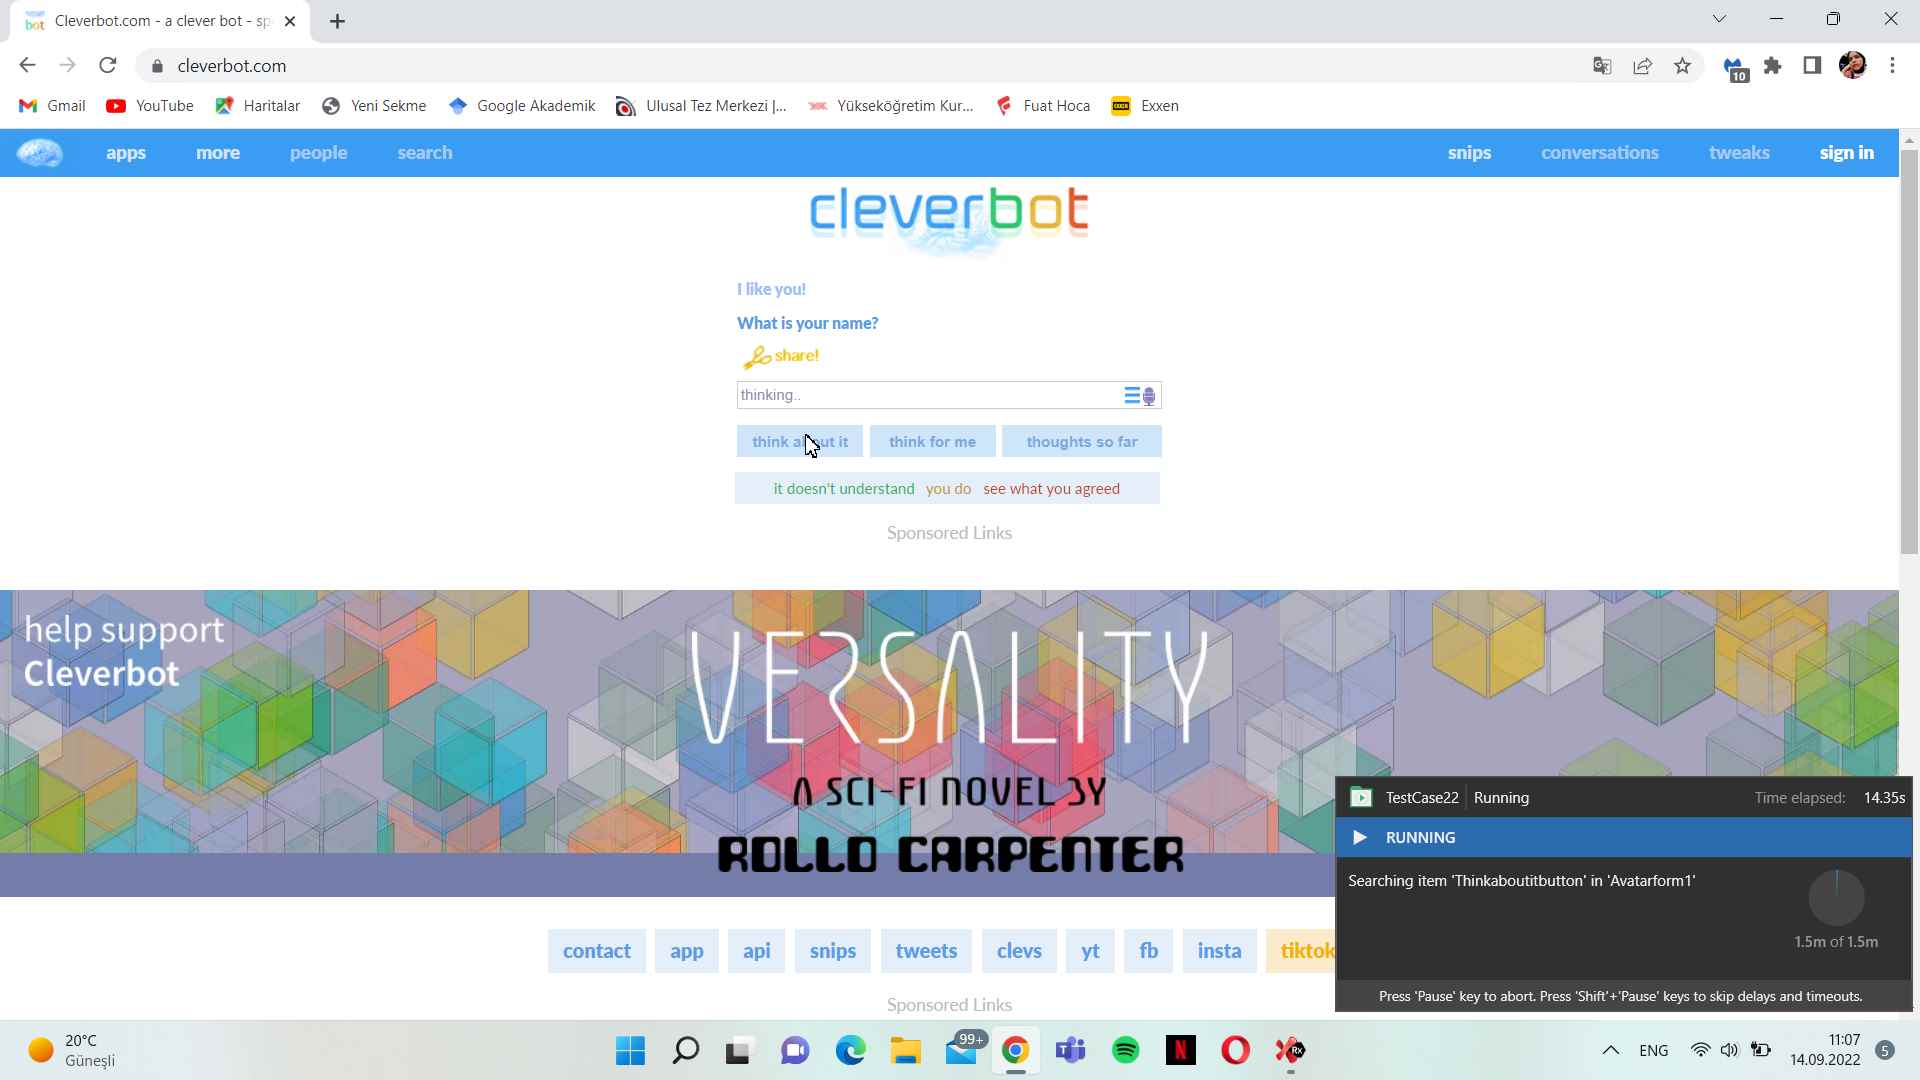 Cleverbot.com - a clever bot - sp
cleverbot.com
10
Gmail
YouTube
Haritalar
Yeni Sekme
Google Akademik
Ulusal Tez Merkezi |...
Yükseköğretim Kur...
EXXEN
Fuat Hoca
Exxen
apps
more
people
search
snips
conversations
tweaks
sign in
cleverbot
I like you!
What is your name?
share!
thinking..
think about it
think for me
thoughts so far
it doesn't understand you do see what you agreed
Sponsored Links
help support
Cleverbot
VERSALITY
A SCI-FI NOVEL BY
ROLLO CARPENTER
TestCase22
Running
Time elapsed: 14.35s
RUNNING
Searching item 'Thinkaboutitbutton' in 'Avatarform1'
1.5m of 1.5m
Press 'Pause' key to abort. Press 'Shift'+'Pause' keys to skip delays and timeouts.
contact
app
api
snips
tweets
clevs
yt
fb
insta
tiktok
Sponsored Links
20°C
Güneşli
99+
ENG
11:07
14.09.2022
5